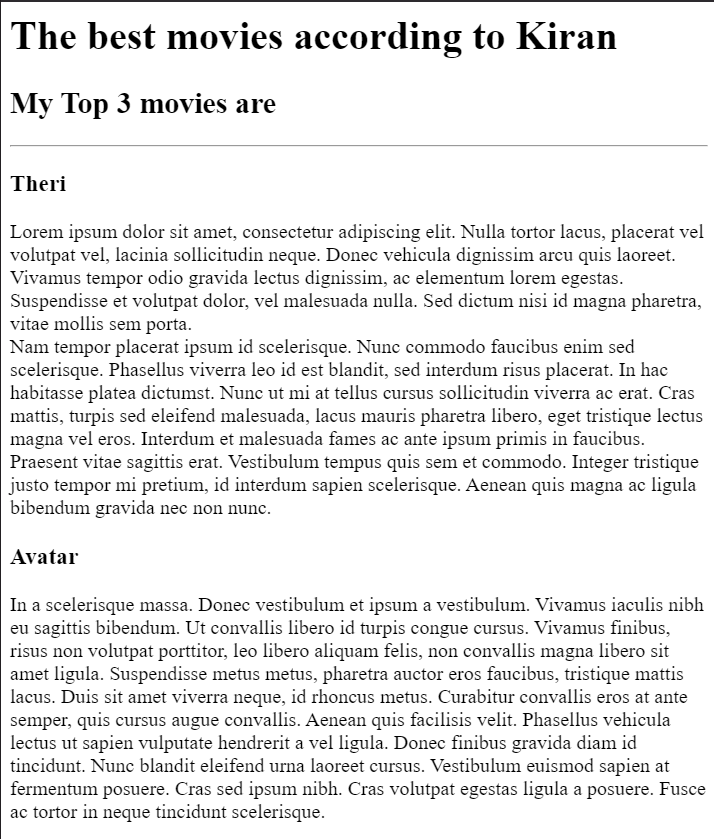 The best movies according to Kiran
My Top 3 movies are
Theri
Lorem ipsum dolor sit amet, consectetur adipiscing elit. Nulla tortor lacus, placerat vel
volutpat vel, lacinia sollicitudin neque. Donec vehicula dignissim arcu quis laoreet.
Vivamus tempor odio gravida lectus dignissim, ac elementum lorem egestas.
Suspendisse et volutpat dolor, vel malesuada nulla. Sed dictum nisi id magna pharetra,
vitae mollis sem porta.
Nam tempor placerat ipsum id scelerisque. Nunc commodo faucibus enim sed
scelerisque. Phasellus viverra leo id est blandit, sed interdum risus placerat. In hac
habitasse platea dictumst. Nunc ut mi at tellus cursus sollicitudin viverra ac erat. Cras
mattis, turpis sed eleifend malesuada, lacus mauris pharetra libero, eget tristique lectus
magna vel eros. Interdum et malesuada fames ac ante ipsum primis in faucibus.
Praesent vitae sagittis erat. Vestibulum tempus quis sem et commodo. Integer tristique
justo tempor mi pretium, id interdum sapien scelerisque. Aenean quis magna ac ligula
bibendum gravida nec non nunc.
Avatar
In a scelerisque massa. Donec vestibulum et ipsum a vestibulum. Vivamus iaculis nibh
eu sagittis bibendum. Ut convallis libero id turpis congue cursus. Vivamus finibus,
risus non volutpat porttitor, leo libero aliquam felis, non convallis magna libero sit
amet ligula. Suspendisse metus metus, pharetra auctor eros faucibus, tristique mattis
lacus. Duis sit amet viverra neque, id rhoncus metus. Curabitur convallis eros at ante
semper, quis cursus augue convallis. Aenean quis facilisis velit. Phasellus vehicula
lectus ut sapien vulputate hendrerit a vel ligula. Donec finibus gravida diam id
tincidunt. Nunc blandit eleifend urna laoreet cursus. Vestibulum euismod sapien at
fermentum posuere. Cras sed ipsum nibh. Cras volutpat egestas ligula a posuere. Fusce
ac tortor in neque tincidunt scelerisque.